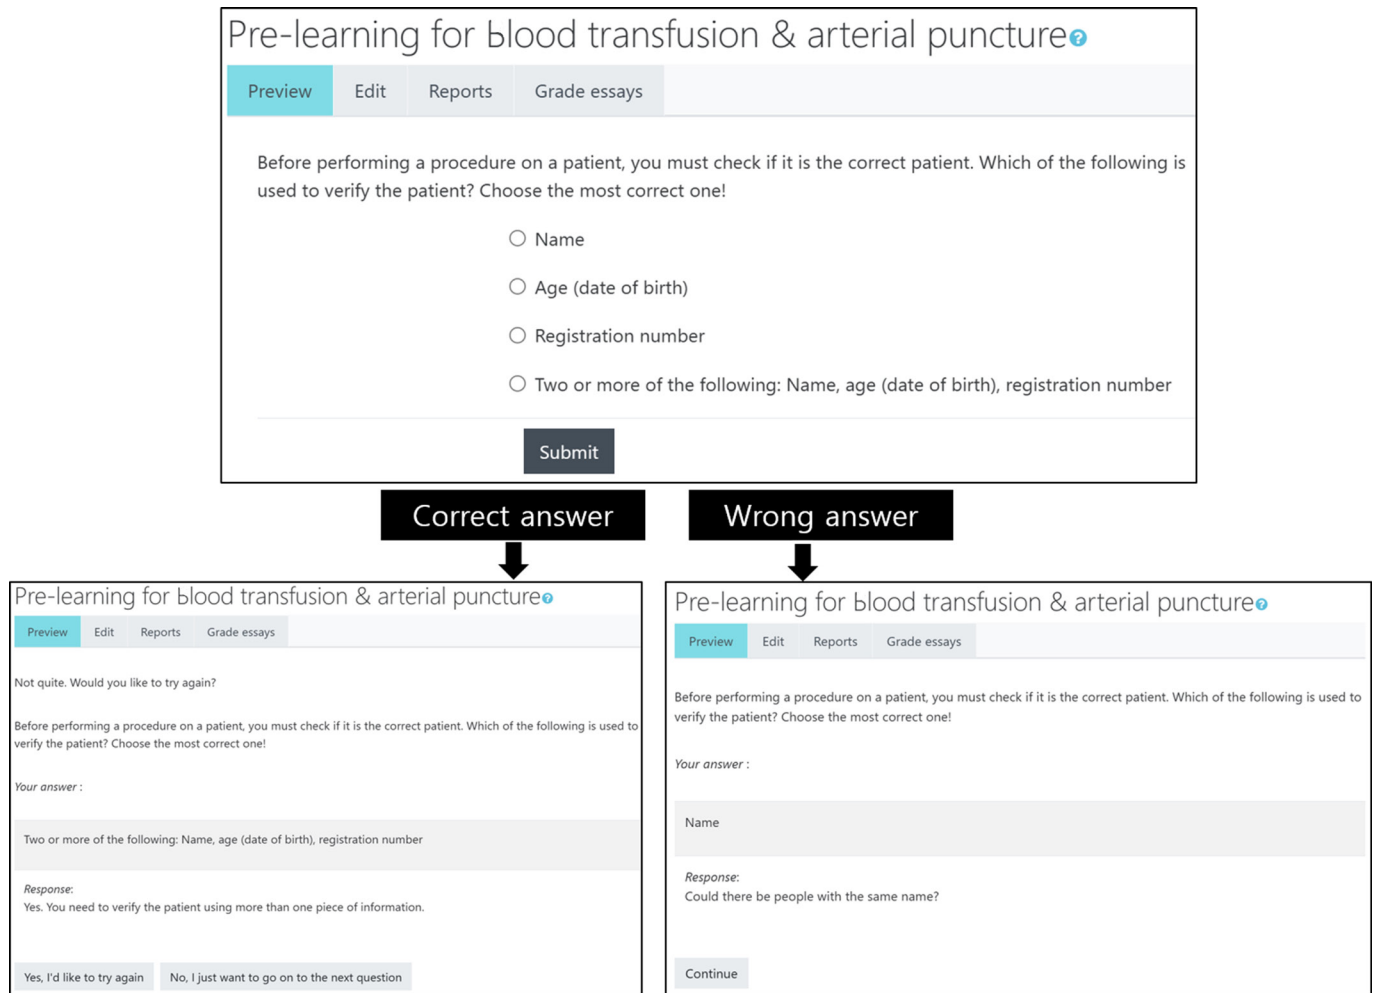 Pre-learning for blood transfusion & arterial puncture
Preview Edit Reports Grade essays
Before performing a procedure on a patient, you must check if it is the correct patient. Which of the following is
used to verify the patient? Choose the most correct one!
Name
Age (date of birth)
Registration number
Two or more of the following: Name, age (date of birth), registration number
Submit
Correct answer
Wrong answer
Pre-learning for blood transfusion & arterial puncture
Preview Edit Reports Grade essays
Not quite. Would you like to try again?
Before performing a procedure on a patient, you must check if it is the correct patient. Which of the following is used to
verify the patient? Choose the most correct one!
Your answer :
Two or more of the following: Name, age (date of birth), registration number
Response:
Yes. You need to verify the patient using more than one piece of information.
Yes, I'd like to try again No, I just want to go on to the next question
Pre-learning for blood transfusion & arterial puncture
Preview Edit Reports Grade essays
Before performing a procedure on a patient, you must check if it is the correct patient. Which of the following is used to
verify the patient? Choose the most correct one!
Your answer :
Name
Response:
Could there be people with the same name?
Continue